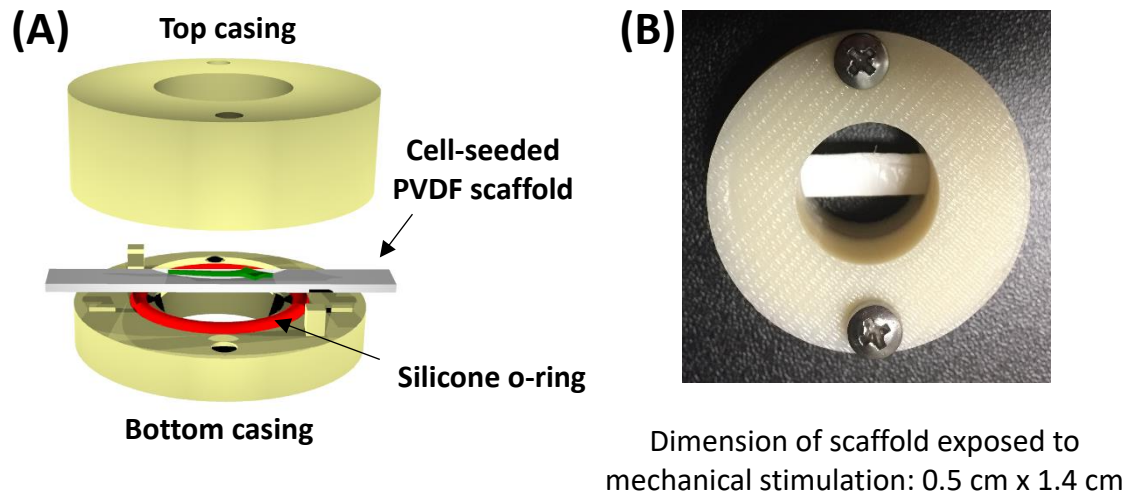 (A)
Top casing
Cell-seeded
PVDF scaffold
Silicone o-ring
Bottom casing
(B)
Dimension of scaffold exposed to
mechanical stimulation: 0.5 cm x 1.4 cm